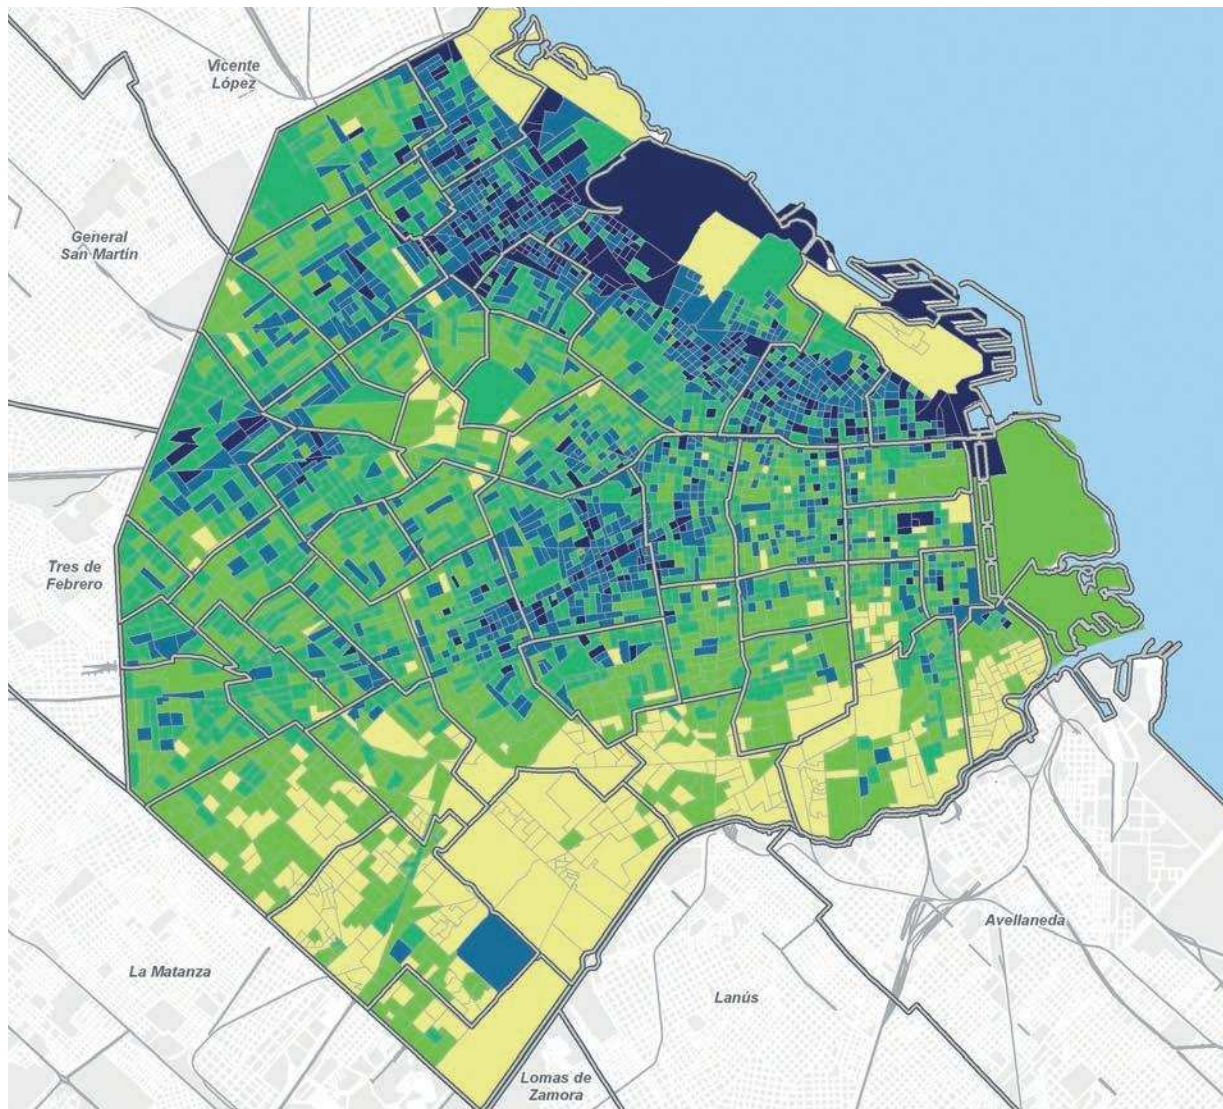 Vicente
López
General
San Martín
Tres de
Febrero
La Matanza
Avellaneda
Lanús
Lomas de
Zamora